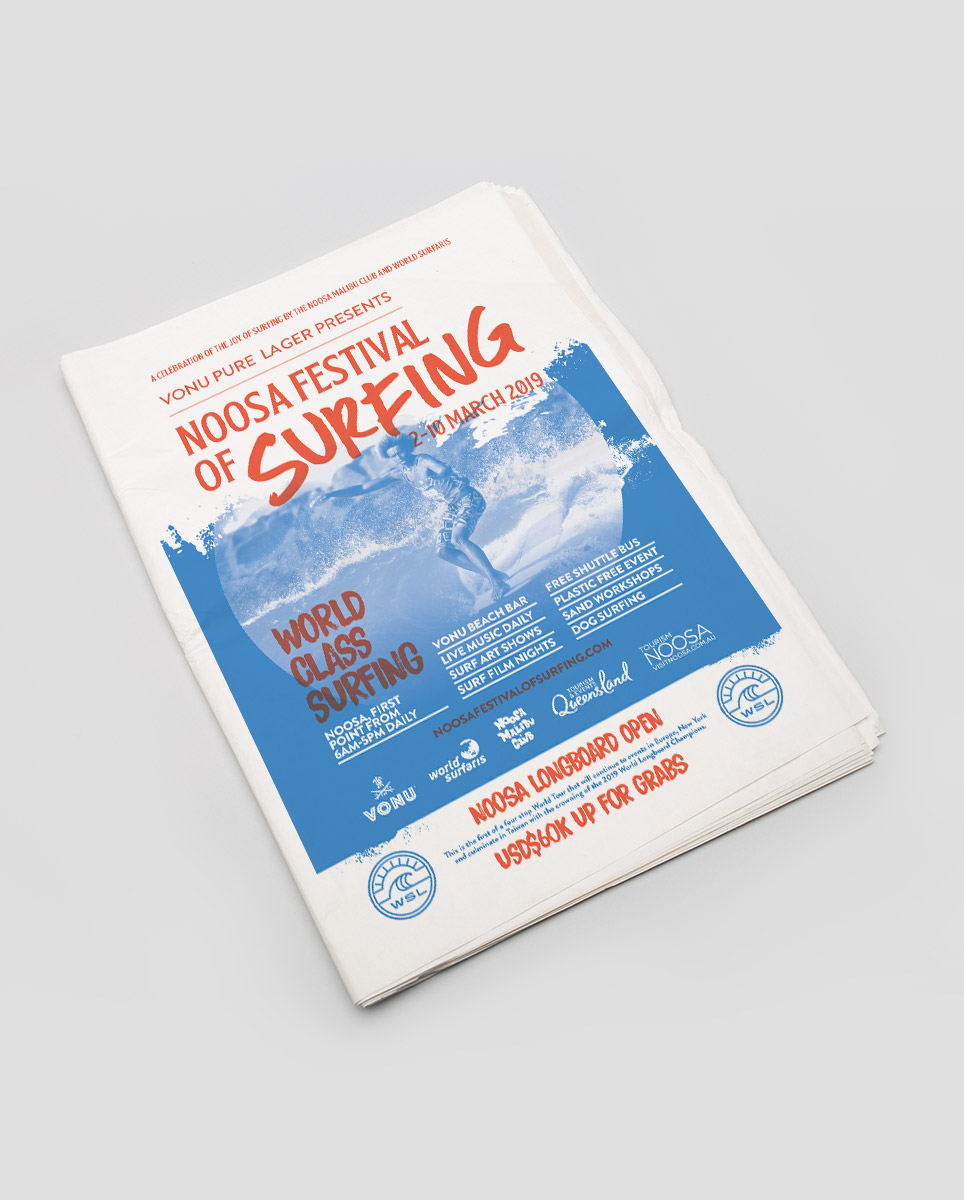 A CELEBRATION OF THE JOY OF SURFING BY THE NOOSA MALIBU CLUB AND WORLD SURFARIS
VONU PURE LAGER PRESENTS
NOOSA FESTIVAL
OF SURFING
2-10 MARCH 2019
WORLD
CLASS
SURFING
NOOSA FIRST
POINT FROM
6AM-5PM DAILY
VONU BEACH BAR
LIVE MUSIC DAILY
SURF ART SHOWS
SURF FILM NIGHTS
FREE SHUTTLE BUS
PLASTIC FREE EVENT
SAND WORKSHOPS
DOG SURFING
NOOSAFESTIVALOFSURFING.COM
VONU
world
surfaris
NOOSA
MALIBU
CLUB
TOURISM
& EVENTS
Queensland
TOURISM
NOOSA
VISITNOOSA.COM.AU
WSL
NOOSA LONGBOARD OPEN
This is the first of a four stop World Tour that will continue to events in Europe, New York
and culminate in Taiwan with the crowning of the 2019 World Longboard Champions.
USD$60K UP FOR GRABS
WSL